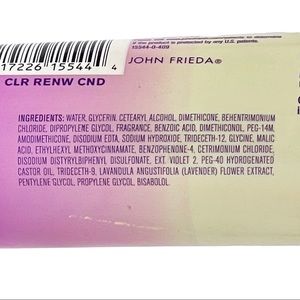 protected by any U.S. patents.
17226 15544 4
15544-0-409
CLR RENW CND
JOHN FRIEDA®
INGREDIENTS: WATER, GLYCERIN, CETEARYL ALCOHOL, DIMETHICONE, BEHENTRIMONIUM
CHLORIDE, DIPROPYLENE GLYCOL, FRAGRANCE, BENZOIC ACID, DIMETHICONOL, PEG-14M,
AMODIMETHICONE, DISODIUM EDTA, SODIUM HYDROXIDE, TRIDECETH-12, GLYCINE, MALIC
ACID, ETHYLHEXYL METHOXYCINNAMATE, BENZOPHENONE-4, CETRIMONIUM CHLORIDE,
DISODIUM DISTYRYLBIPHENYL DISULFONATE, EXT. VIOLET 2, PEG-40 HYDROGENATED
CASTOR OIL, TRIDECETH-9, LAVANDULA ANGUSTIFOLIA (LAVENDER) FLOWER EXTRACT,
PENTYLENE GLYCOL, PROPYLENE GLYCOL, BISABOLOL.